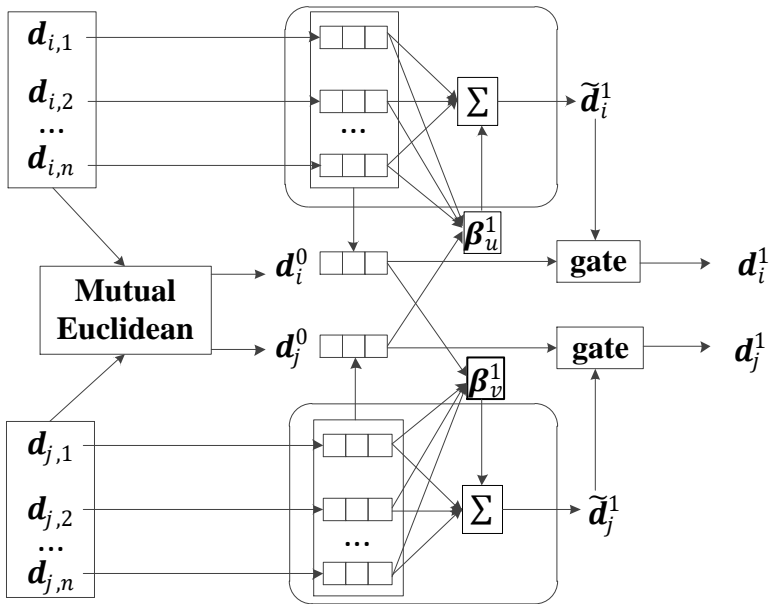 d_{i,1}
d_{i,2}
...
d_{i,n}
...
Σ
β_u^1
d̃_i^1
Mutual
Euclidean
d_i^0
d_j^0
gate
d_i^1
gate
d_j^1
β_v^1
d_{j,1}
d_{j,2}
...
d_{j,n}
...
Σ
d̃_j^1